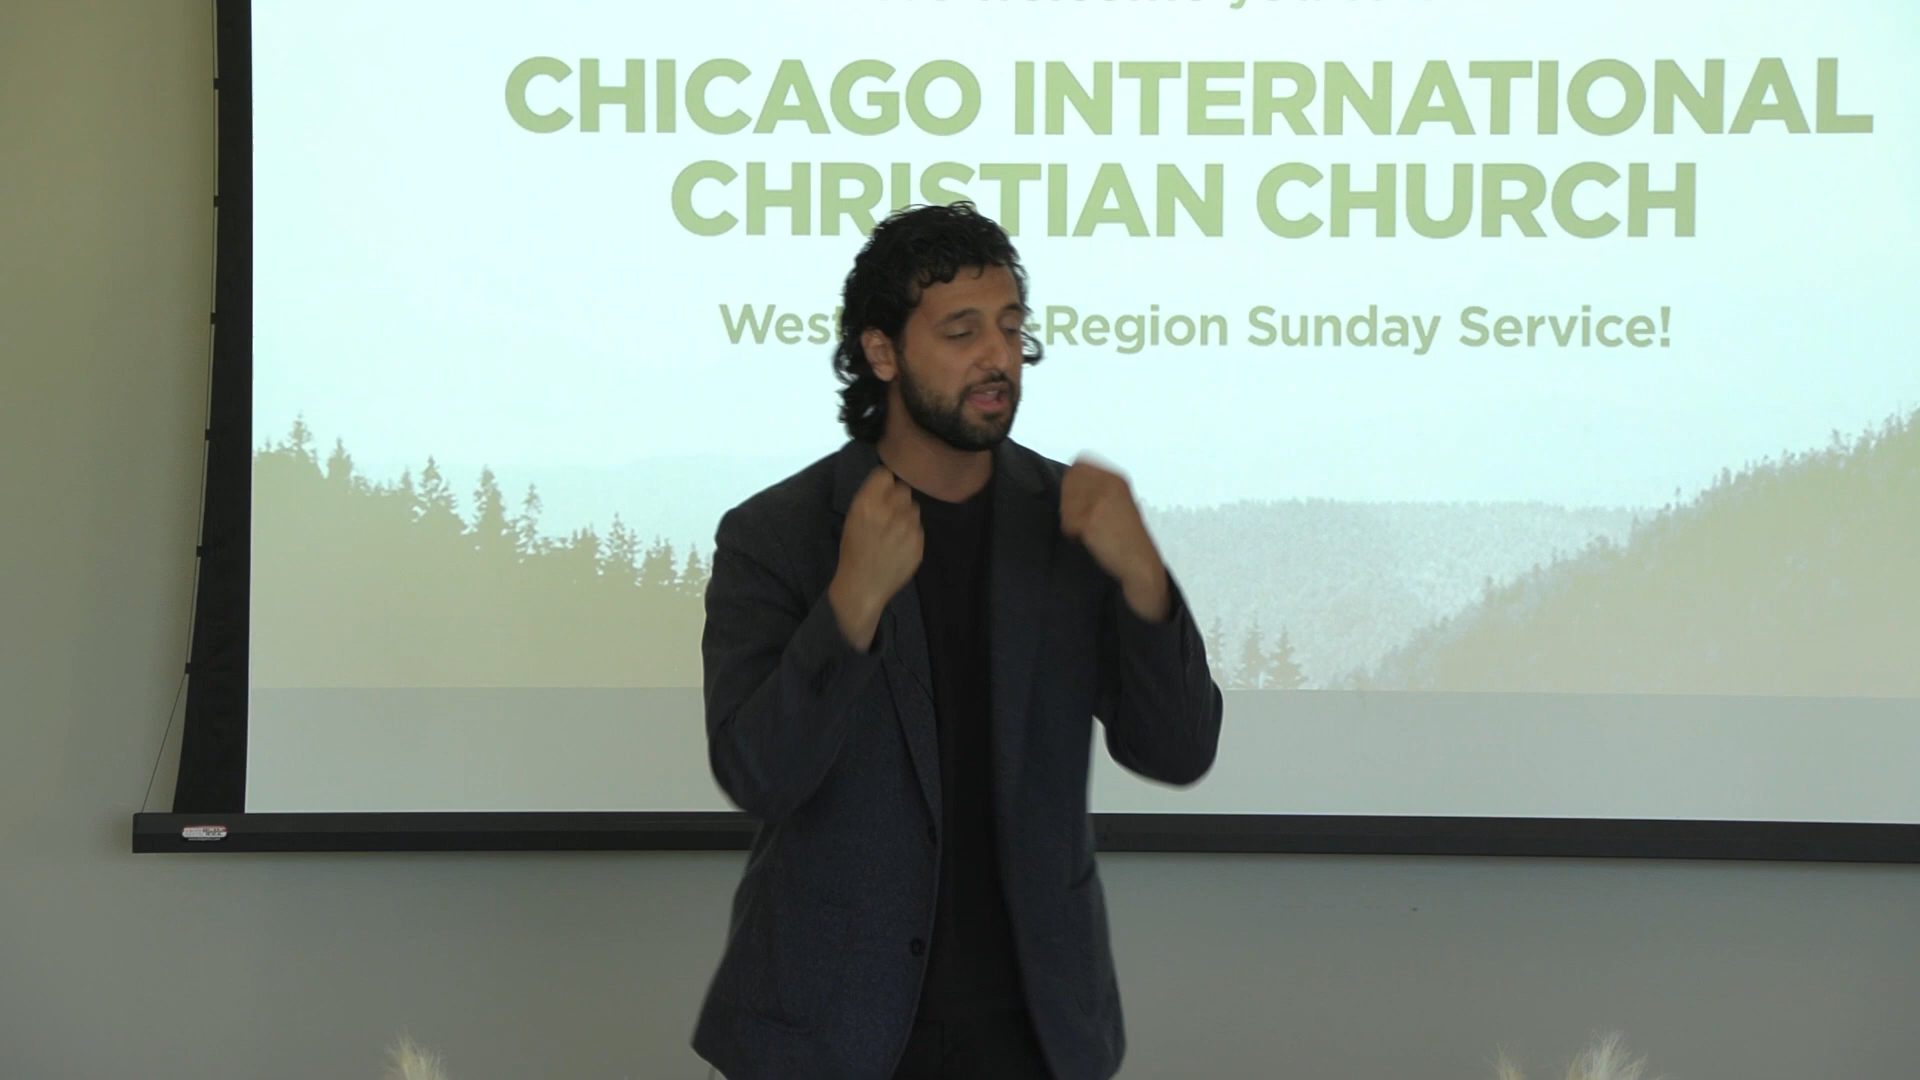 CHICAGO INTERNATIONAL
CHRISTIAN CHURCH
West -Region Sunday Service!